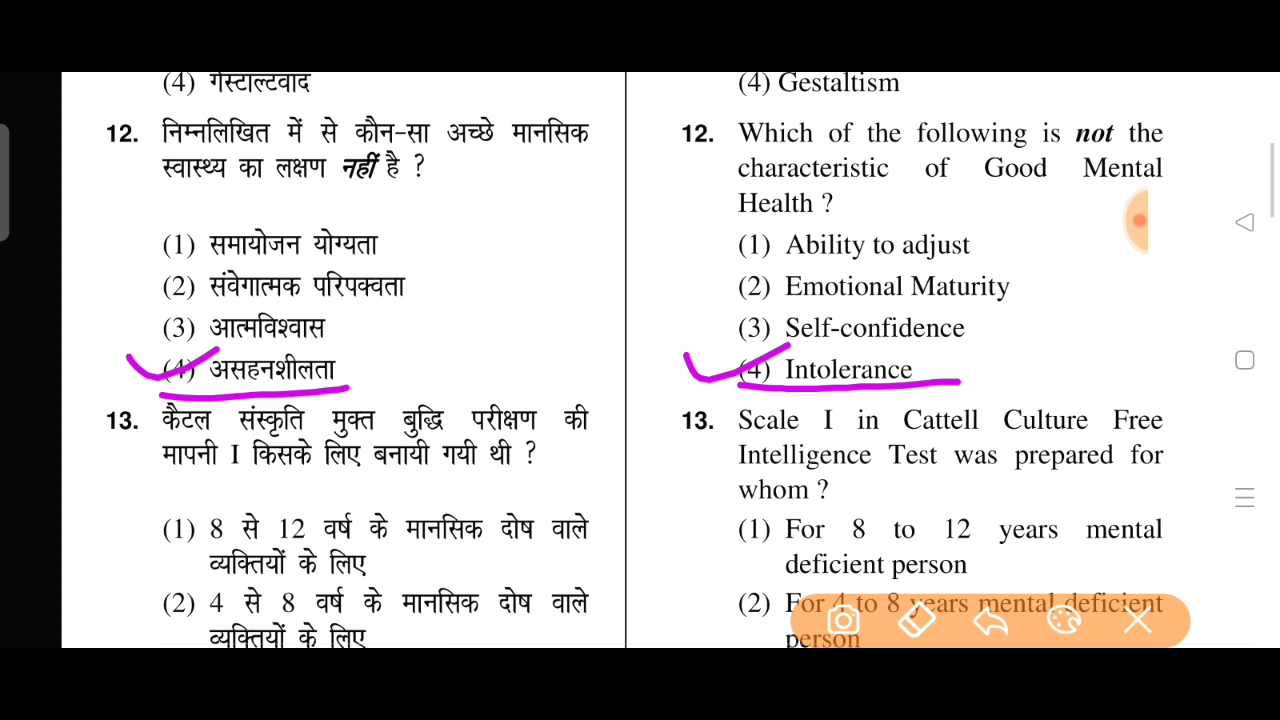 (4) गेस्टाल्टवाद
12. निम्नलिखित में से कौन-सा अच्छे मानसिक
स्वास्थ्य का लक्षण नहीं है ?
(1) समायोजन योग्यता
(2) संवेगात्मक परिपक्वता
(3) आत्मविश्वास
(4) असहनशीलता
13. कैटल संस्कृति मुक्त बुद्धि परीक्षण की
मापनी I किसके लिए बनायी गयी थी ?
(1) 8 से 12 वर्ष के मानसिक दोष वाले
व्यक्तियों के लिए
(2) 4 से 8 वर्ष के मानसिक दोष वाले
व्यक्तियों के लिए
(4) Gestaltism
12. Which of the following is not the
characteristic of Good Mental
Health ?
(1) Ability to adjust
(2) Emotional Maturity
(3) Self-confidence
(4) Intolerance
13. Scale I in Cattell Culture Free
Intelligence Test was prepared for
whom ?
(1) For 8 to 12 years mental
deficient person
(2) For 4 to 8 years mental deficient
person